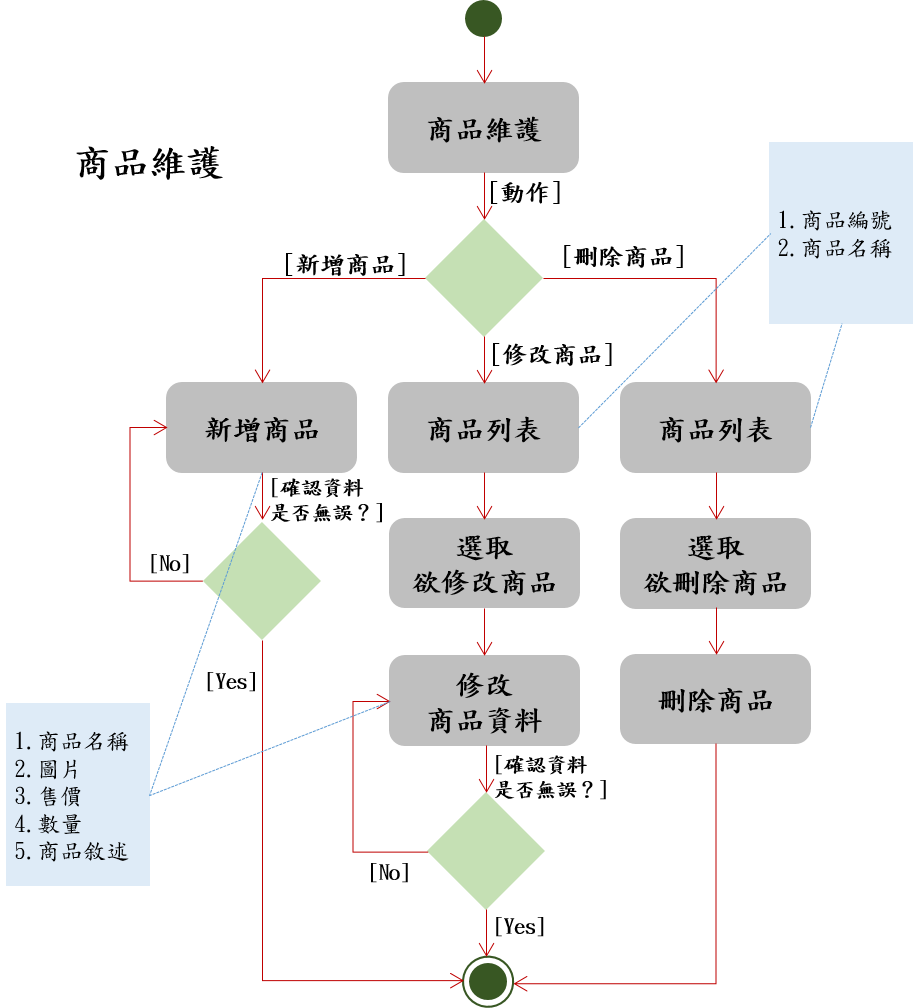 商品維護
商品維護
[動作]
1.商品編號
2.商品名稱
[新增商品]
[刪除商品]
[修改商品]
新增商品
商品列表
商品列表
[確認資料
是否無誤？]
[No]
選取
欲修改商品
選取
欲刪除商品
[Yes]
修改
商品資料
刪除商品
1.商品名稱
2.圖片
3.售價
4.數量
5.商品敘述
[確認資料
是否無誤？]
[No]
[Yes]